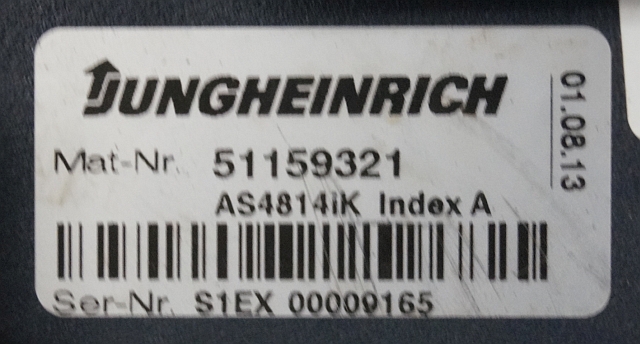 JUNGHEINRICH
Mat-Nr. 51159321
AS4814iK Index A
Ser-Nr. S1EX 00009165
01.08.13